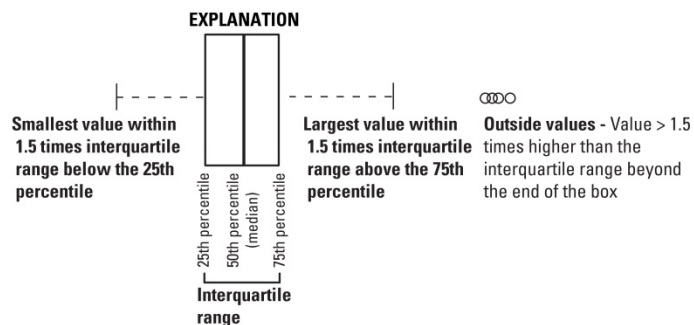 EXPLANATION
Smallest value within
1.5 times interquartile
range below the 25th
percentile
25th percentile
50th percentile
(median)
75th percentile
Interquartile
range
Largest value within
1.5 times interquartile
range above the 75th
percentile
Outside values - Value > 1.5
times higher than the
interquartile range beyond
the end of the box